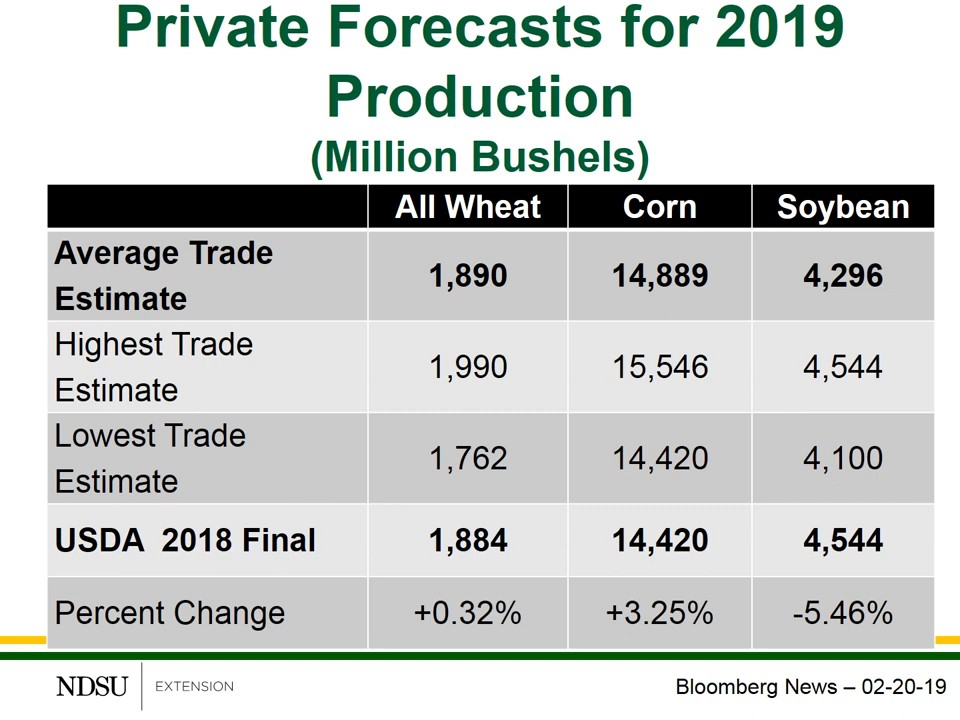 Private Forecasts for 2019
Production
(Million Bushels)
All Wheat Corn Soybean
Average Trade
Estimate 1,890 14,889 4,296
Highest Trade
Estimate 1,990 15,546 4,544
Lowest Trade
Estimate 1,762 14,420 4,100
USDA 2018 Final 1,884 14,420 4,544
Percent Change +0.32% +3.25% -5.46%
NDSU EXTENSION
Bloomberg News – 02-20-19